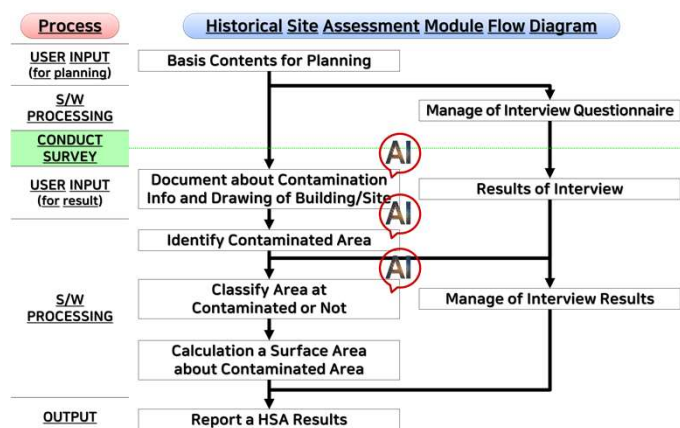 Process
Historical Site Assessment Module Flow Diagram
USER INPUT
(for planning)
Basis Contents for Planning
S/W
PROCESSING
Manage of Interview Questionnaire
CONDUCT
SURVEY
AI
USER INPUT
(for result)
Document about Contamination
Info and Drawing of Building/Site
Results of Interview
AI
Identify Contaminated Area
AI
S/W
PROCESSING
Classify Area at
Contaminated or Not
Manage of Interview Results
Calculation a Surface Area
about Contaminated Area
OUTPUT
Report a HSA Results